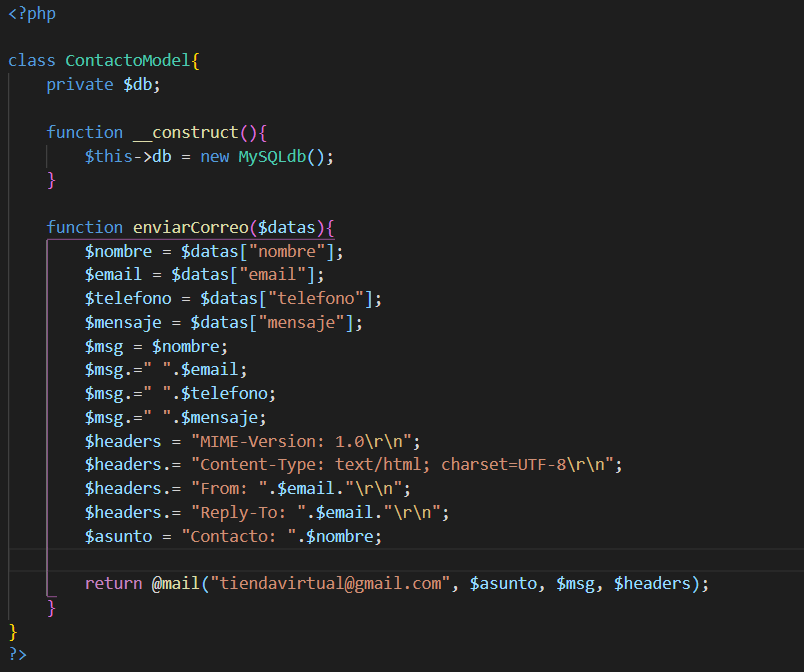 <?php
class ContactoModel{
private $db;
function __construct(){
$this->db = new MySQLdb();
}
function enviarCorreo($datas){
$nombre = $datas["nombre"];
$email = $datas["email"];
$telefono = $datas["telefono"];
$mensaje = $datas["mensaje"];
$msg = $nombre;
$msg.=" ".$email;
$msg.=" ".$telefono;
$msg.=" ".$mensaje;
$headers = "MIME-Version: 1.0\r\n";
$headers.= "Content-Type: text/html; charset=UTF-8\r\n";
$headers.= "From: ".$email."\r\n";
$headers.= "Reply-To: ".$email."\r\n";
$asunto = "Contacto: ".$nombre;
return @mail("tiendavirtual@gmail.com", $asunto, $msg, $headers);
}
}
?>